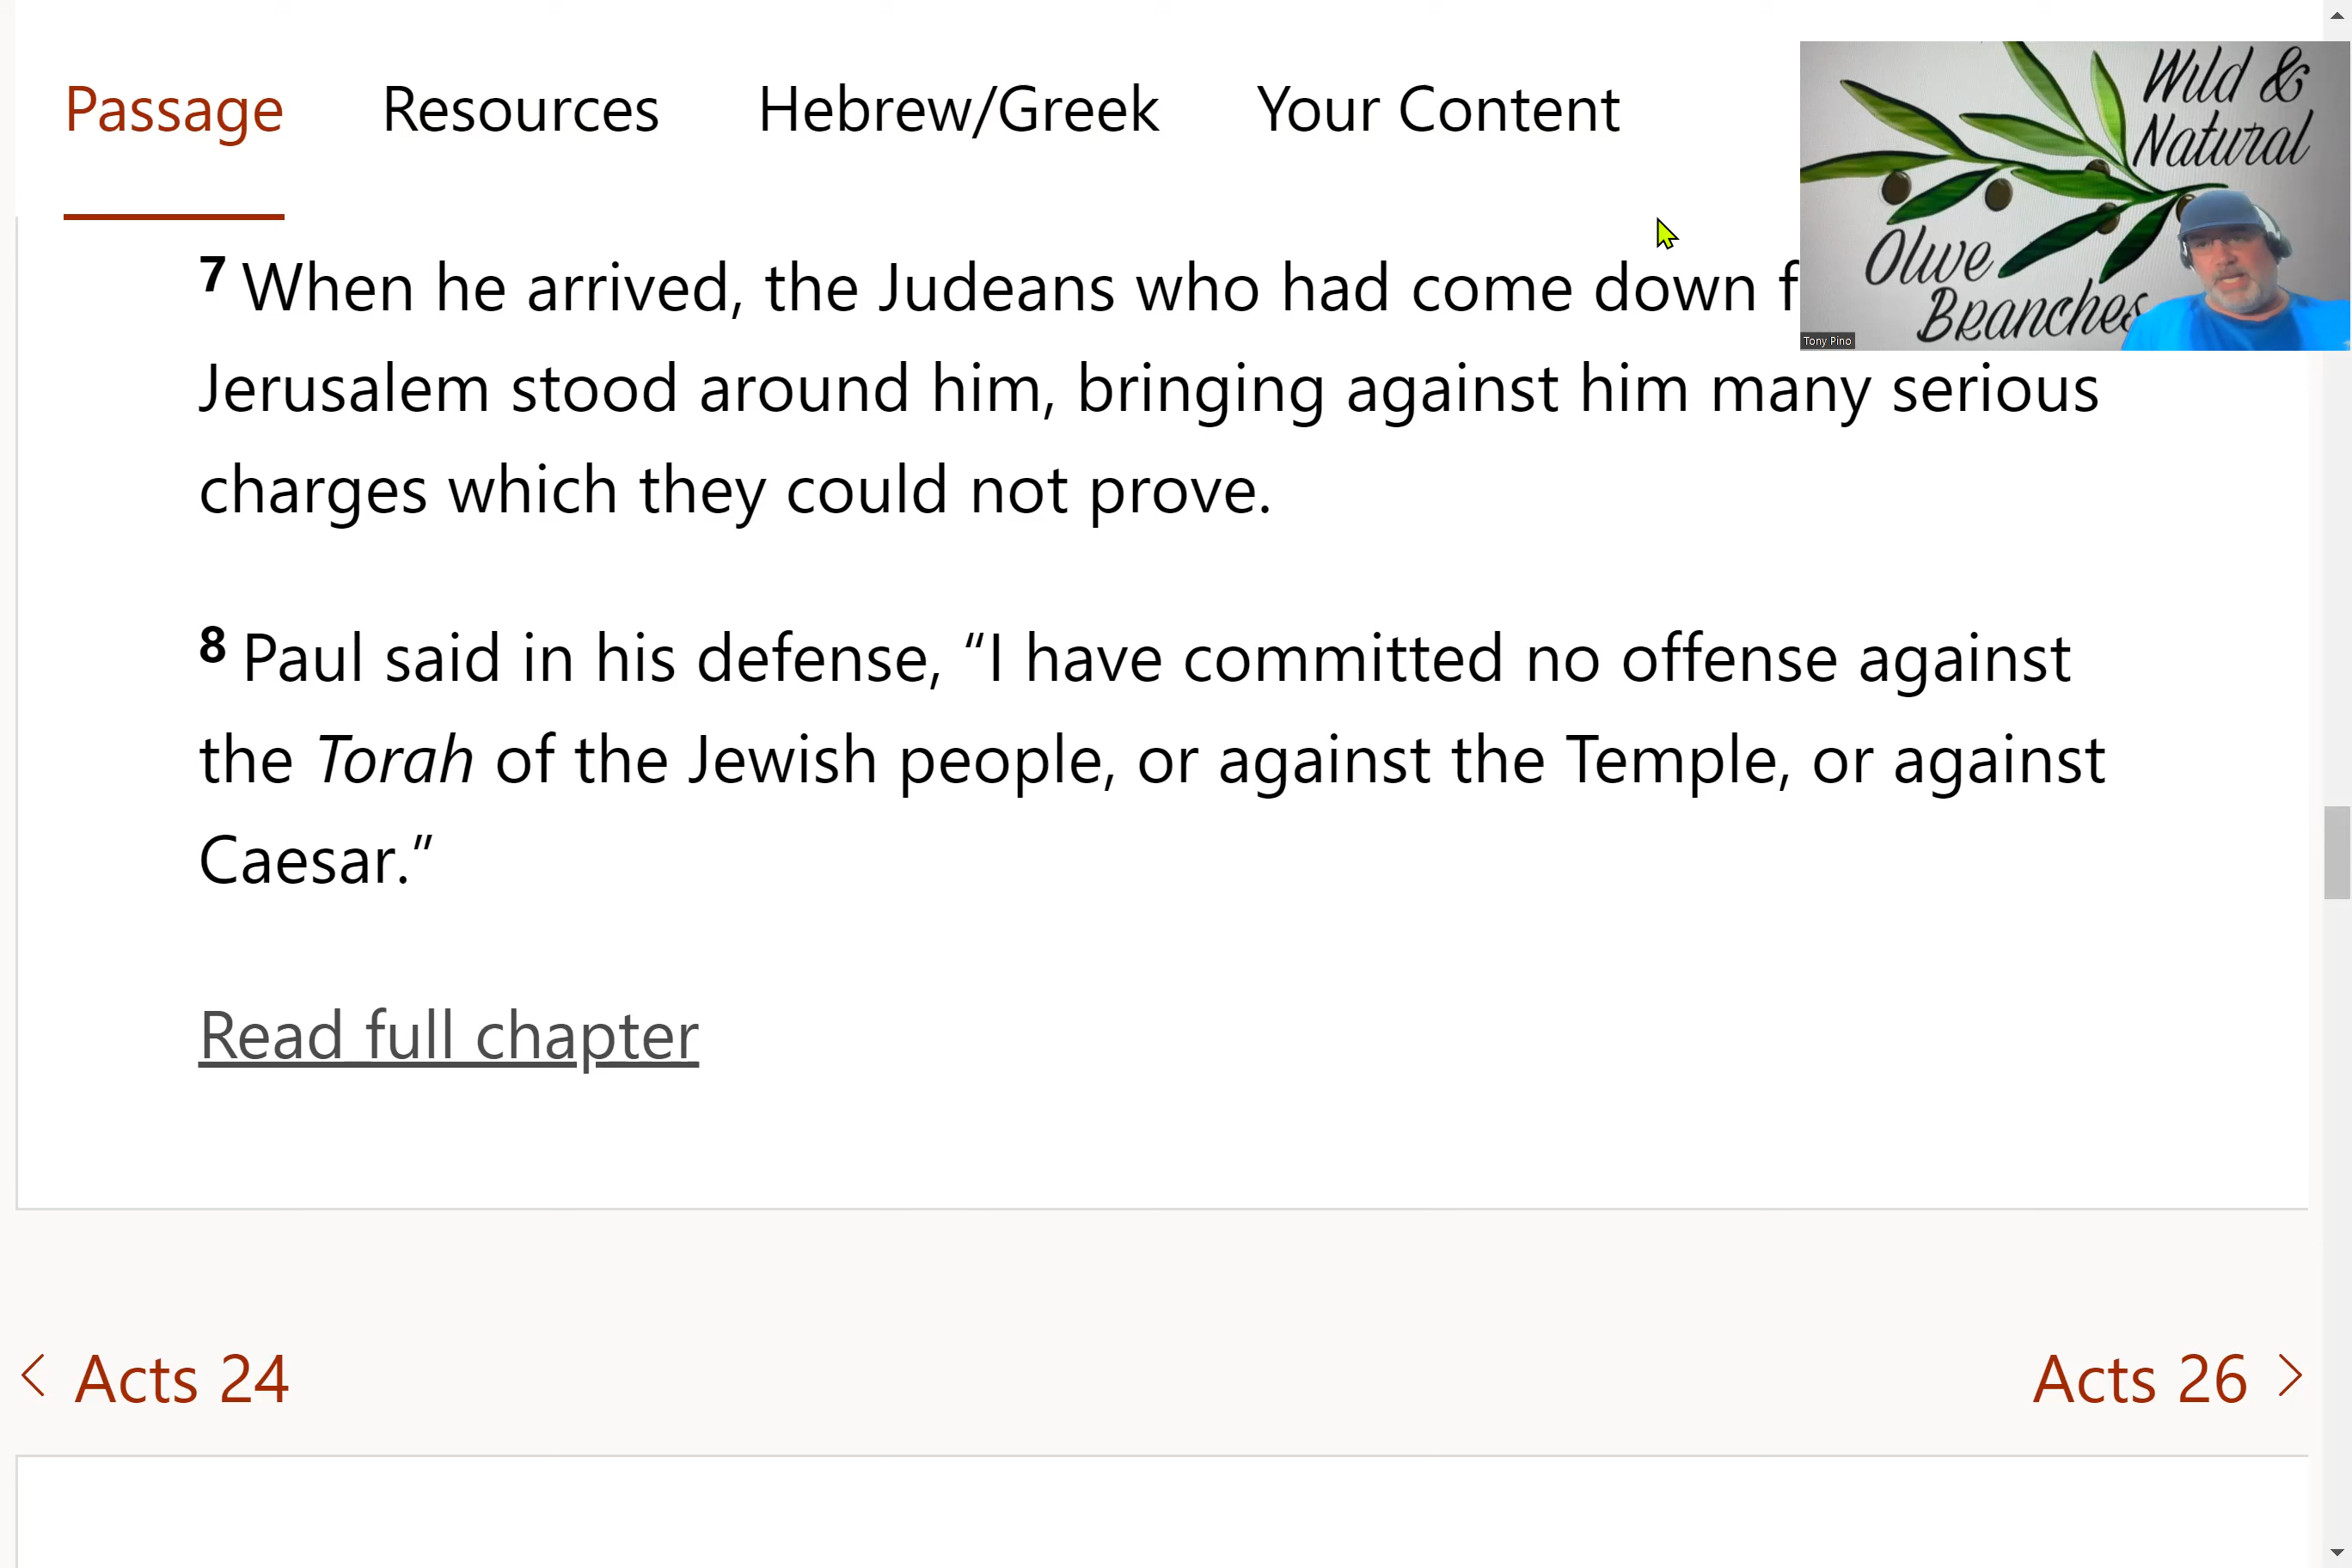 Passage Resources Hebrew/Greek Your Content
Wild &
Natural
Olive
Branches
Tony Pino
7 When he arrived, the Judeans who had come down
Jerusalem stood around him, bringing against him many serious
charges which they could not prove.
8 Paul said in his defense, “I have committed no offense against
the Torah of the Jewish people, or against the Temple, or against
Caesar.”
Read full chapter
< Acts 24
Acts 26 >